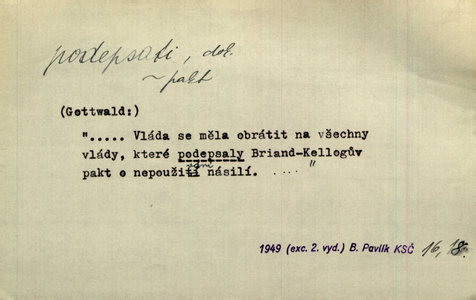 podepsati, dok.
~ pakt
(Gottwald:)
"..... Vláda se měla obrátit na všechny
vlády, které podepsaly Briand-Kellogův
pakt o nepoužívání násilí. .... "
1949 (exc. 2. vyd.) B. Pavlík KSČ 16, 18.